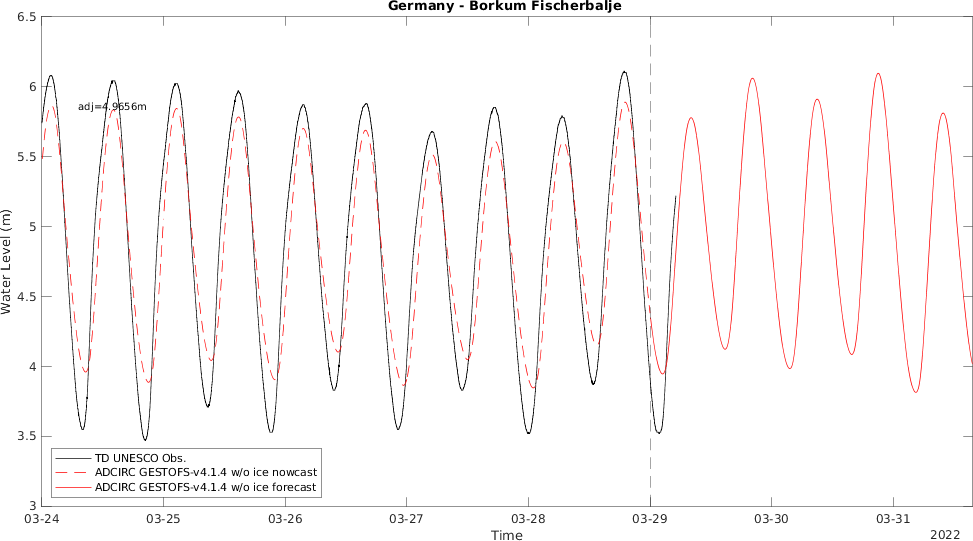 Germany - Borkum Fischerbalje
6.5
6
5.5
5
4.5
4
3.5
3
Water Level (m)
adj=4.9656m
TD UNESCO Obs.
ADCIRC GESTOFS-v4.1.4 w/o ice nowcast
ADCIRC GESTOFS-v4.1.4 w/o ice forecast
03-24 03-25 03-26 03-27 03-28 03-29 03-30 03-31
Time
2022